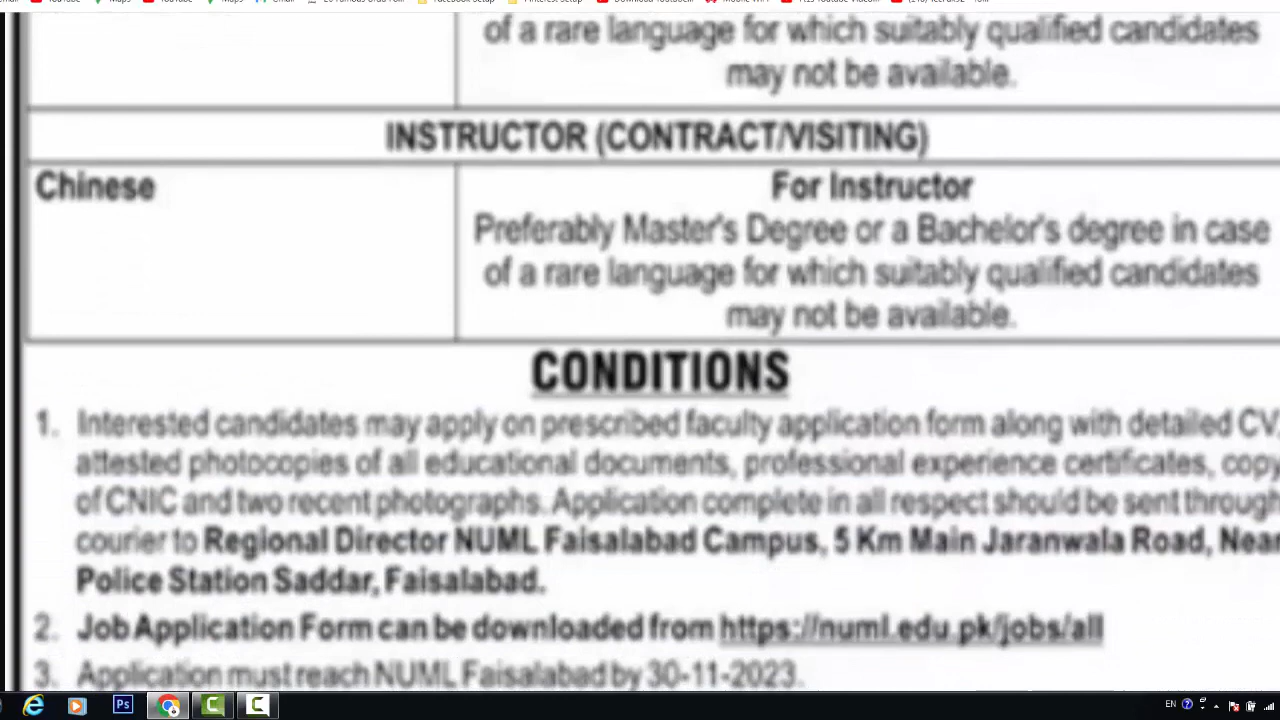 of a rare language for which suitably qualified candidates
may not be available.
INSTRUCTOR (CONTRACT/VISITING)
Chinese
For Instructor
Preferably Master's Degree or a Bachelor's degree in case
of a rare language for which suitably qualified candidates
may not be available.
CONDITIONS
1. Interested candidates may apply on prescribed faculty application form along with detailed CV,
attested photocopies of all educational documents, professional experience certificates, copy
of CNIC and two recent photographs. Application complete in all respect should be sent through
courier to Regional Director NUML Faisalabad Campus, 5 Km Main Jaranwala Road, Near
Police Station Saddar, Faisalabad.
2. Job Application Form can be downloaded from https://numl.edu.pk/jobs/all
3. Application must reach NUML Faisalabad by 30-11-2023.
Ps
EN